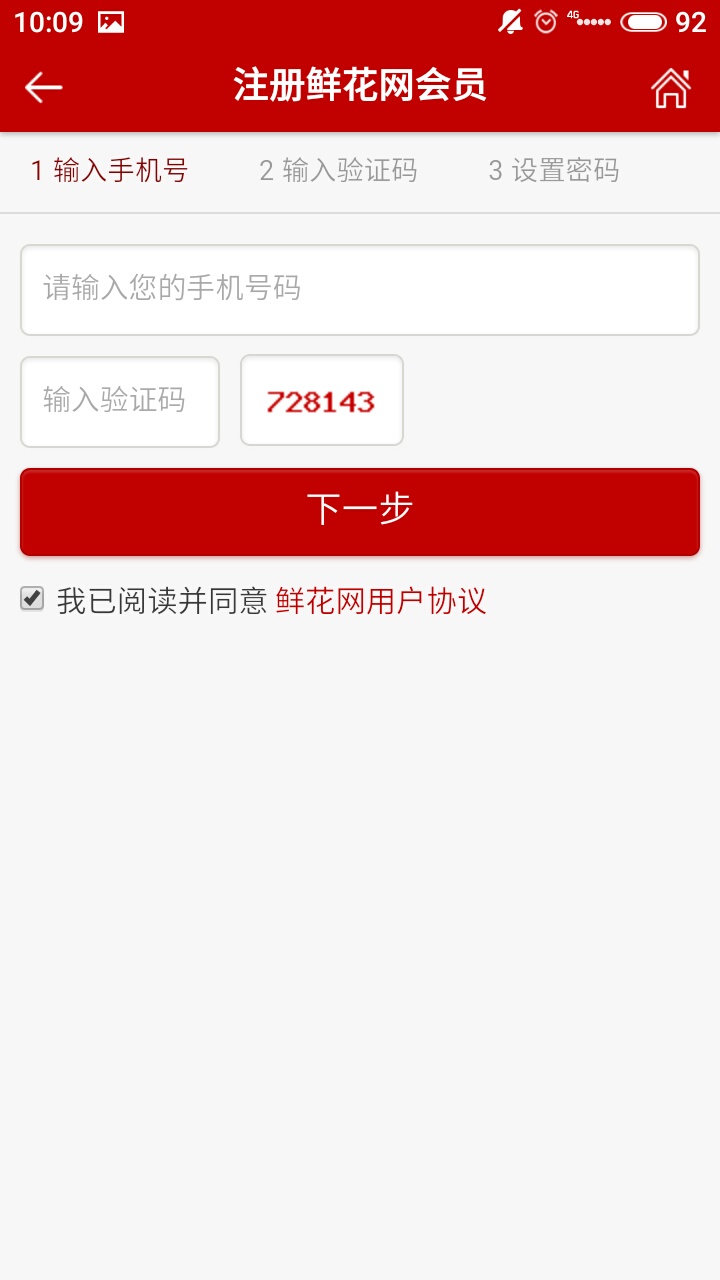 10:09 4G 92
注册鲜花网会员
1 输入手机号 2 输入验证码 3 设置密码
请输入您的手机号码
输入验证码 728143
下一步
我已阅读并同意 鲜花网用户协议